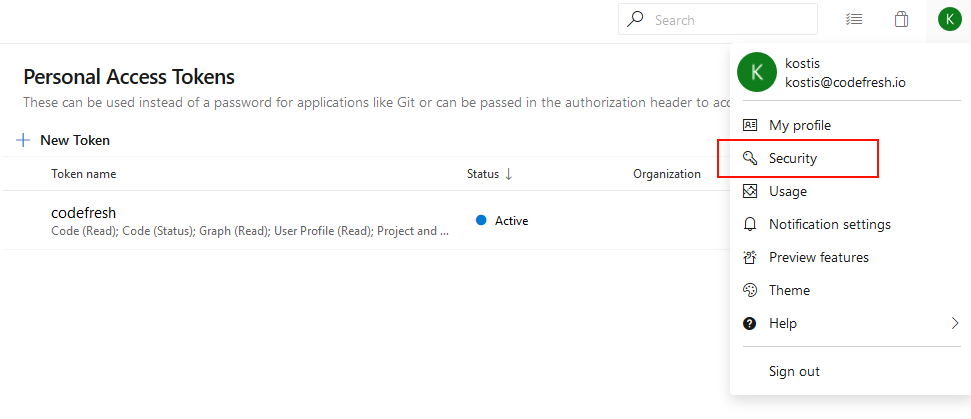 Search
K
Personal Access Tokens
These can be used instead of a password for applications like Git or can be passed in the authorization header to acc
New Token
Token name Status ↓ Organization
codefresh
Code (Read); Code (Status); Graph (Read); User Profile (Read); Project and ...
Active
K
kostis
kostis@codefresh.io
My profile
Security
Usage
Notification settings
Preview features
Theme
Help
Sign out